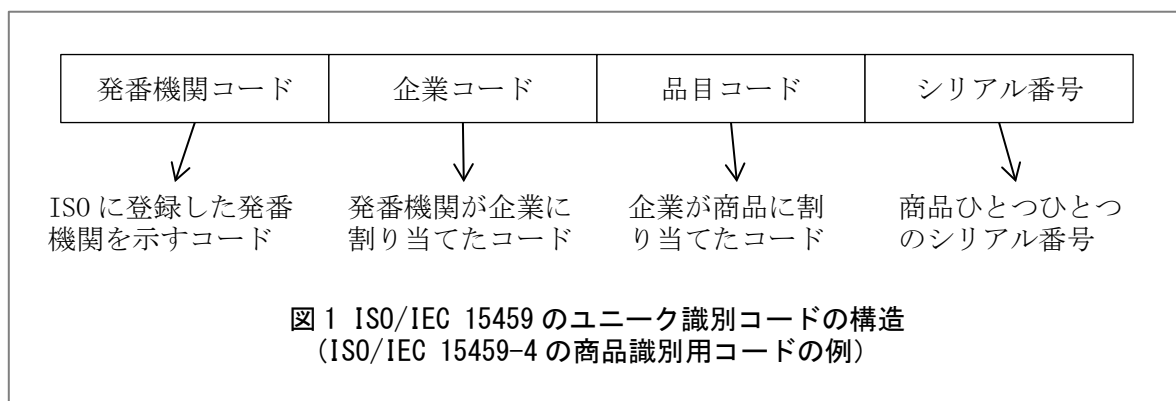 発番機関コード 企業コード 品目コード シリアル番号
ISO に登録した発番
機関を示すコード
発番機関が企業に
割り当てたコード
企業が商品に割
り当てたコード
商品ひとつひとつ
のシリアル番号
図 1 ISO/IEC 15459 のユニーク識別コードの構造
(ISO/IEC 15459-4 の商品識別用コードの例)